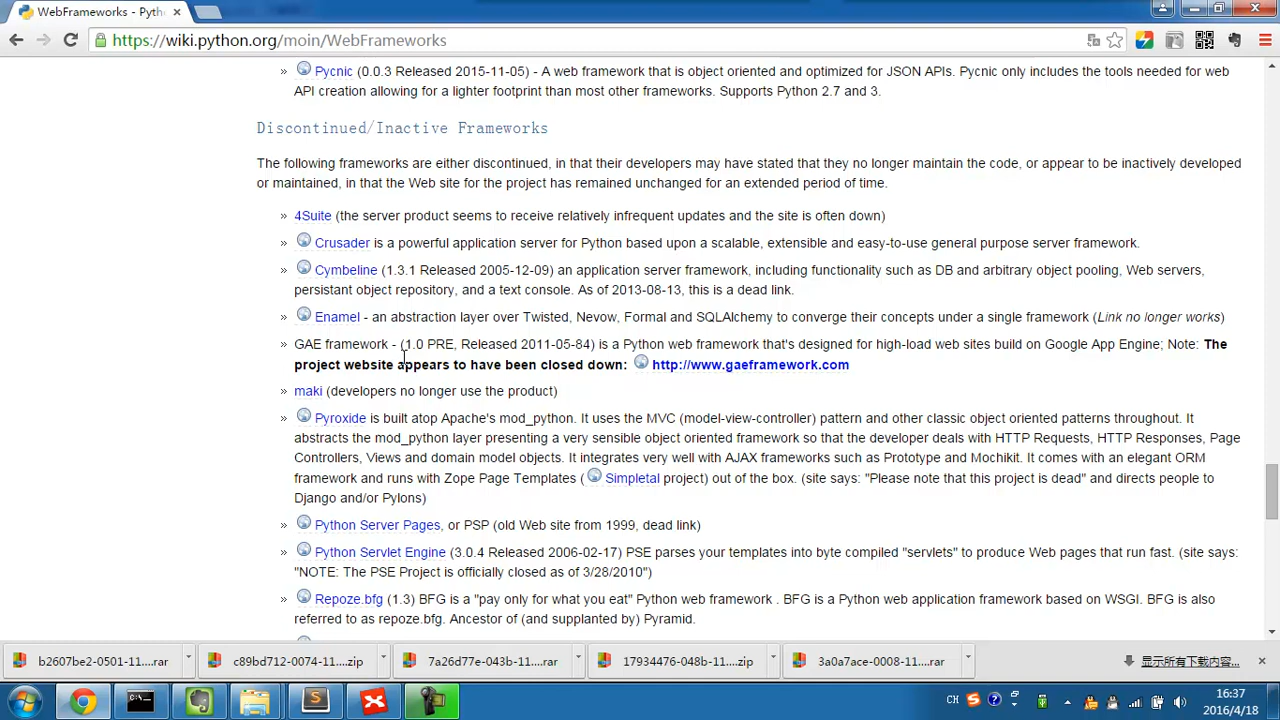 WebFrameworks - Pyth
https://wiki.python.org/moin/WebFrameworks
» Pycnic (0.0.3 Released 2015-11-05) - A web framework that is object oriented and optimized for JSON APIs. Pycnic only includes the tools needed for web
API creation allowing for a lighter footprint than most other frameworks. Supports Python 2.7 and 3.
Discontinued/Inactive Frameworks
The following frameworks are either discontinued, in that their developers may have stated that they no longer maintain the code, or appear to be inactively developed
or maintained, in that the Web site for the project has remained unchanged for an extended period of time.
» 4Suite (the server product seems to receive relatively infrequent updates and the site is often down)
» Crusader is a powerful application server for Python based upon a scalable, extensible and easy-to-use general purpose server framework.
» Cymbeline (1.3.1 Released 2005-12-09) an application server framework, including functionality such as DB and arbitrary object pooling, Web servers,
persistant object repository, and a text console. As of 2013-08-13, this is a dead link.
» Enamel - an abstraction layer over Twisted, Nevow, Formal and SQLAlchemy to converge their concepts under a single framework (Link no longer works)
» GAE framework - (1.0 PRE, Released 2011-05-84) is a Python web framework that's designed for high-load web sites build on Google App Engine; Note: The
project website appears to have been closed down: http://www.gaeframework.com
» maki (developers no longer use the product)
» Pyroxide is built atop Apache's mod_python. It uses the MVC (model-view-controller) pattern and other classic object oriented patterns throughout. It
abstracts the mod_python layer presenting a very sensible object oriented framework so that the developer deals with HTTP Requests, HTTP Responses, Page
Controllers, Views and domain model objects. It integrates very well with AJAX frameworks such as Prototype and Mochikit. It comes with an elegant ORM
framework and runs with Zope Page Templates ( Simpletal project) out of the box. (site says: "Please note that this project is dead" and directs people to
Django and/or Pylons)
» Python Server Pages, or PSP (old Web site from 1999, dead link)
» Python Servlet Engine (3.0.4 Released 2006-02-17) PSE parses your templates into byte compiled "servlets" to produce Web pages that run fast. (site says:
"NOTE: The PSE Project is officially closed as of 3/28/2010")
» Repoze.bfg (1.3) BFG is a "pay only for what you eat" Python web framework . BFG is a Python web application framework based on WSGI. BFG is also
referred to as repoze.bfg. Ancestor of (and supplanted by) Pyramid.
b2607be2-0501-11....rar c89bd712-0074-11....zip 7a26d77e-043b-11....rar 17934476-048b-11....zip 3a0a7ace-0008-11....rar 显示所有下载内容...
CH 16:37
2016/4/18